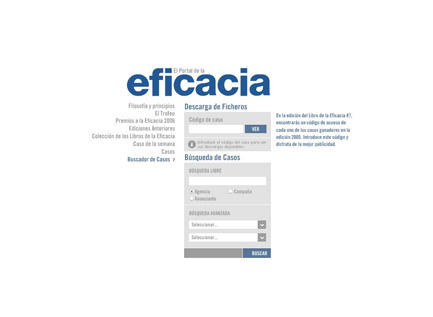 El Portal de la
eficacia
Filosofía y principios
El Trofeo
Premios a la Eficacia 2006
Ediciones Anteriores
Colección de los Libros de la Eficacia
Caso de la semana
Casos
Buscador de Casos ›
Descarga de Ficheros
Código de caso
VER
Introduce el código del caso para ver
sus descargas disponibles.
Búsqueda de Casos
BÚSQUEDA LIBRE
Agencia
Campaña
Anunciante
BÚSQUEDA AVANZADA
Seleccionar...
Seleccionar...
BUSCAR
En la edición del Libro de la Eficacia #7,
encontrarás un código de acceso de
cada uno de los casos ganadores en la
edición 2005. Introduce este código y
disfruta de la mejor publicidad.